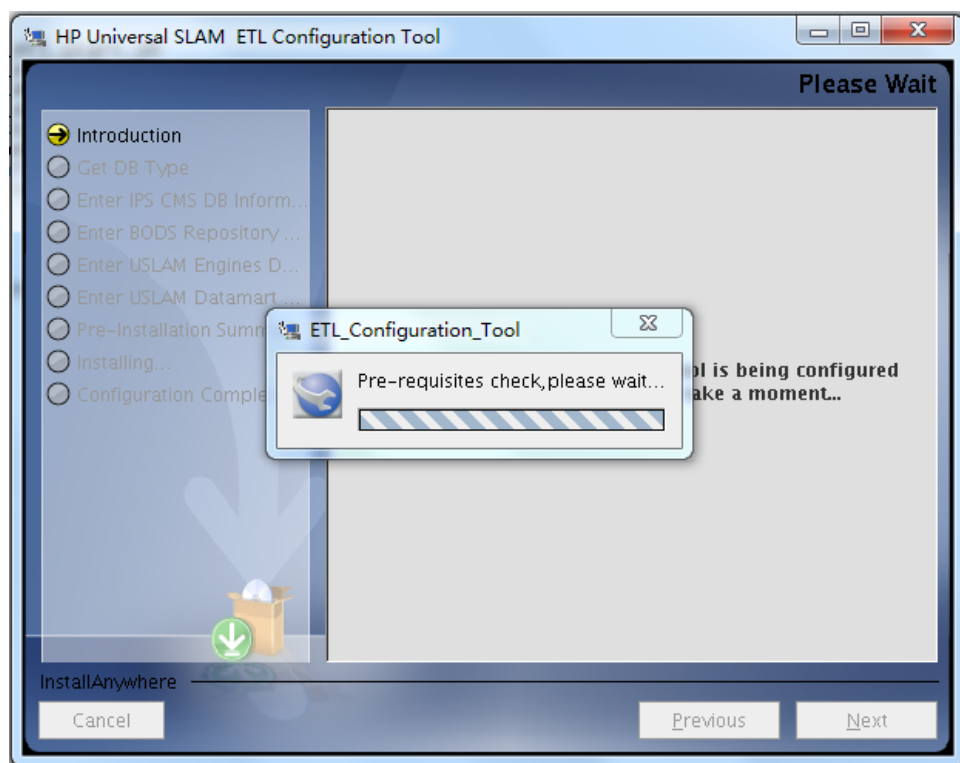 HP Universal SLAM ETL Configuration Tool
Please Wait
Introduction
Get DB Type
Enter IPS CMS DB Inform...
Enter BODS Repository ...
Enter USLAM Engines D...
Enter USLAM Datamart ...
Pre-Installation Summ
Installing...
Configuration Comple
ETL_Configuration_Tool
Pre-requisites check,please wait...
ol is being configured
ake a moment...
InstallAnywhere
Cancel
Previous
Next